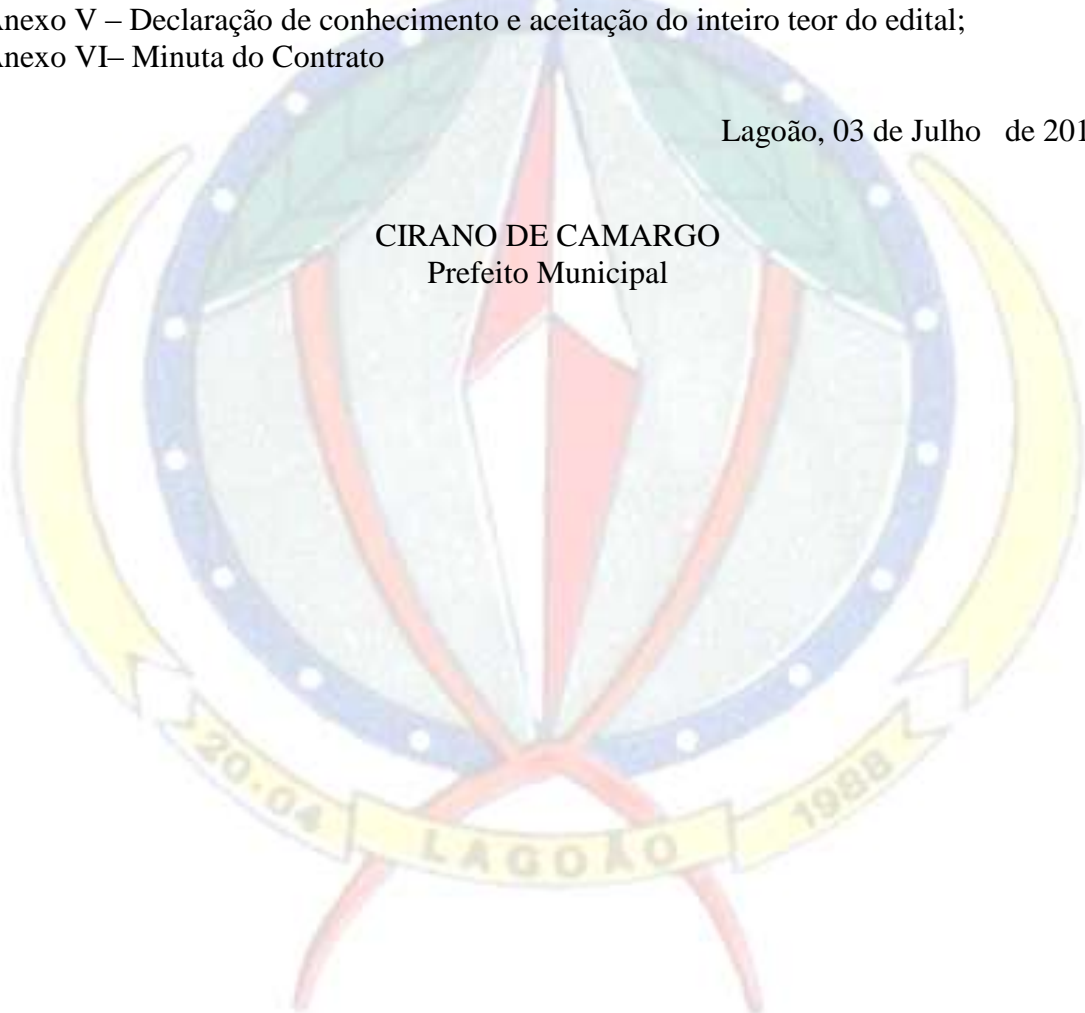 Anexo V – Declaração de conhecimento e aceitação do inteiro teor do edital;
Anexo VI– Minuta do Contrato
Lagoão, 03 de Julho de 201
CIRANO DE CAMARGO
Prefeito Municipal
20.04 LAGOÃO 1988